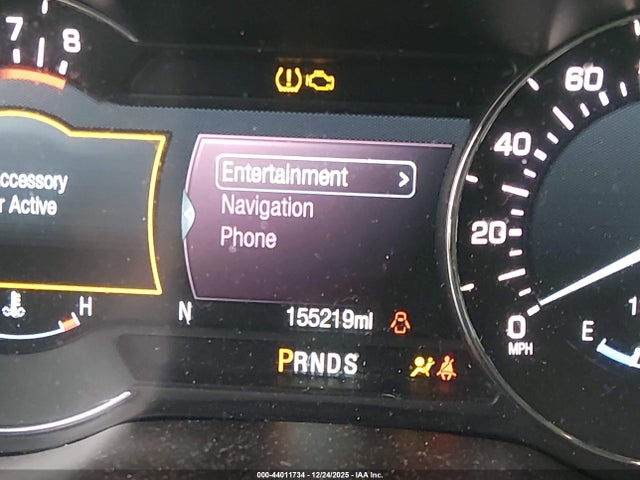 7
8
60
40
20
0
MPH
Entertainment >
Navigation
Phone
ccessory
r Active
H
N
155219ml
E
PRNDS
000-44011734 - 12/24/2025 - IAA Inc.